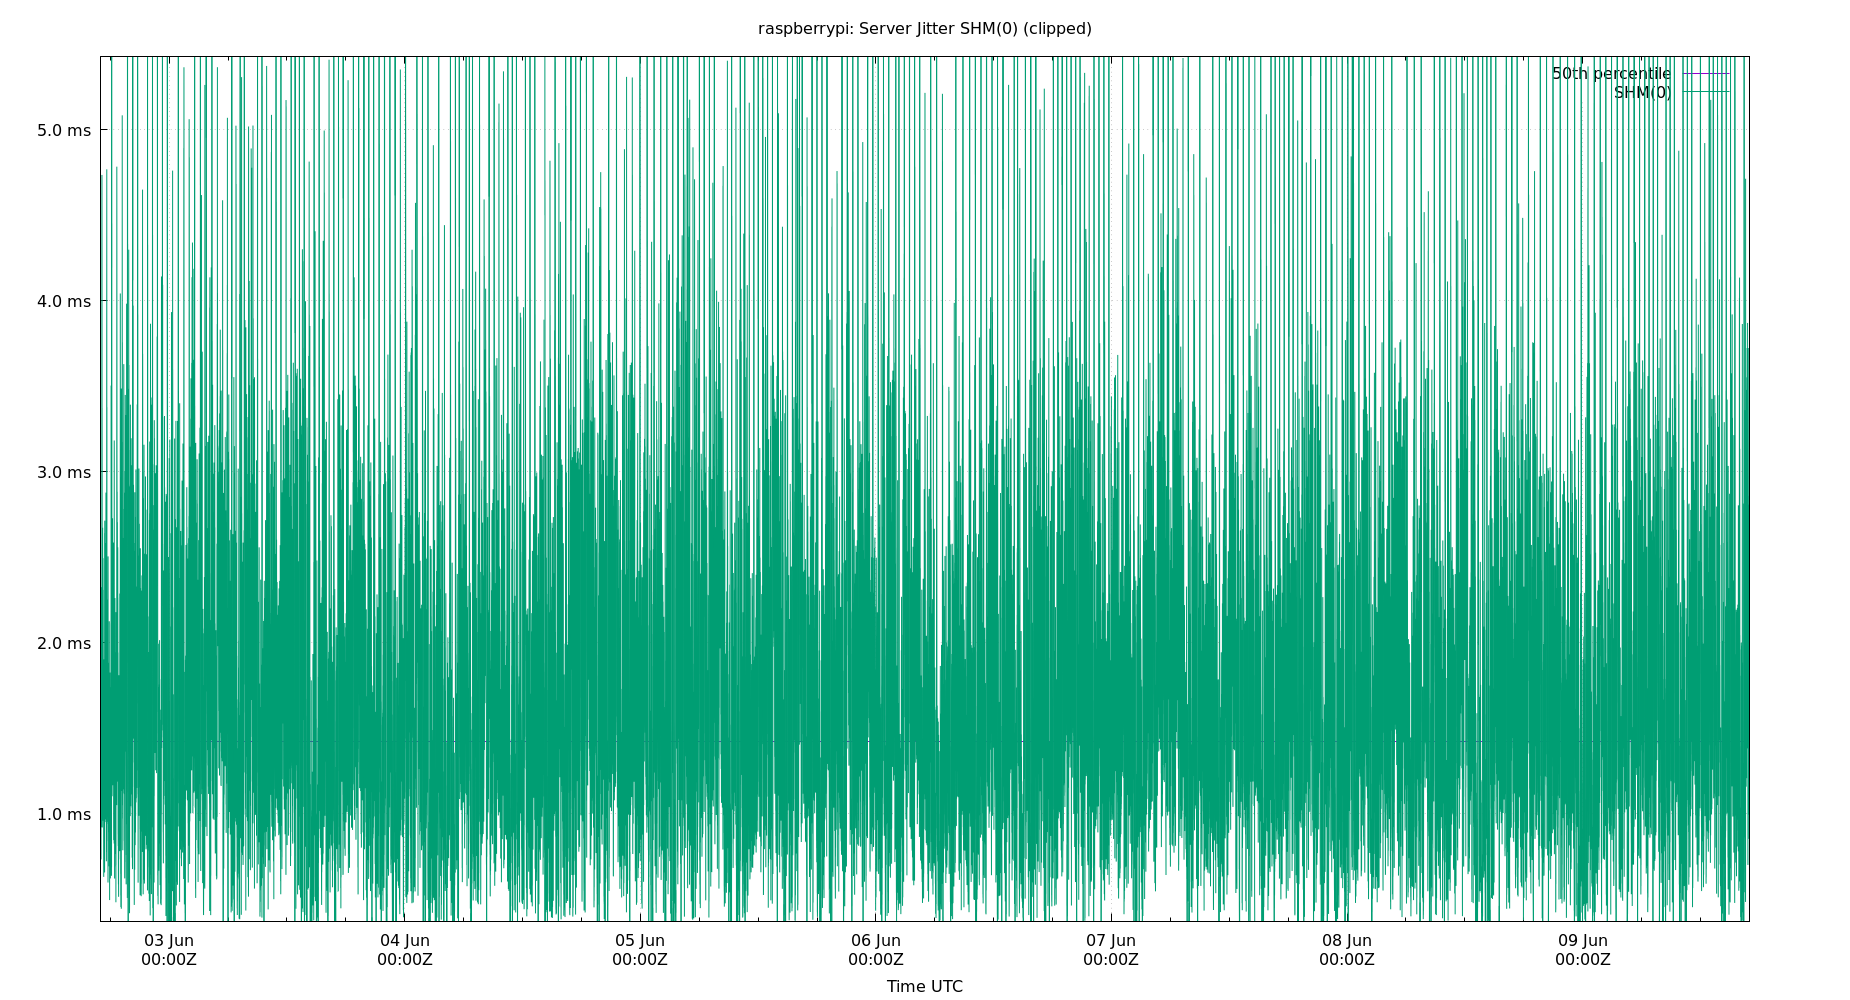 raspberrypi: Server Jitter SHM(0) (clipped)
50th percentile
SHM(0)
5.0 ms
4.0 ms
3.0 ms
2.0 ms
1.0 ms
03 Jun 04 Jun 05 Jun 06 Jun 07 Jun 08 Jun 09 Jun
00:00Z 00:00Z 00:00Z 00:00Z 00:00Z 00:00Z 00:00Z
Time UTC